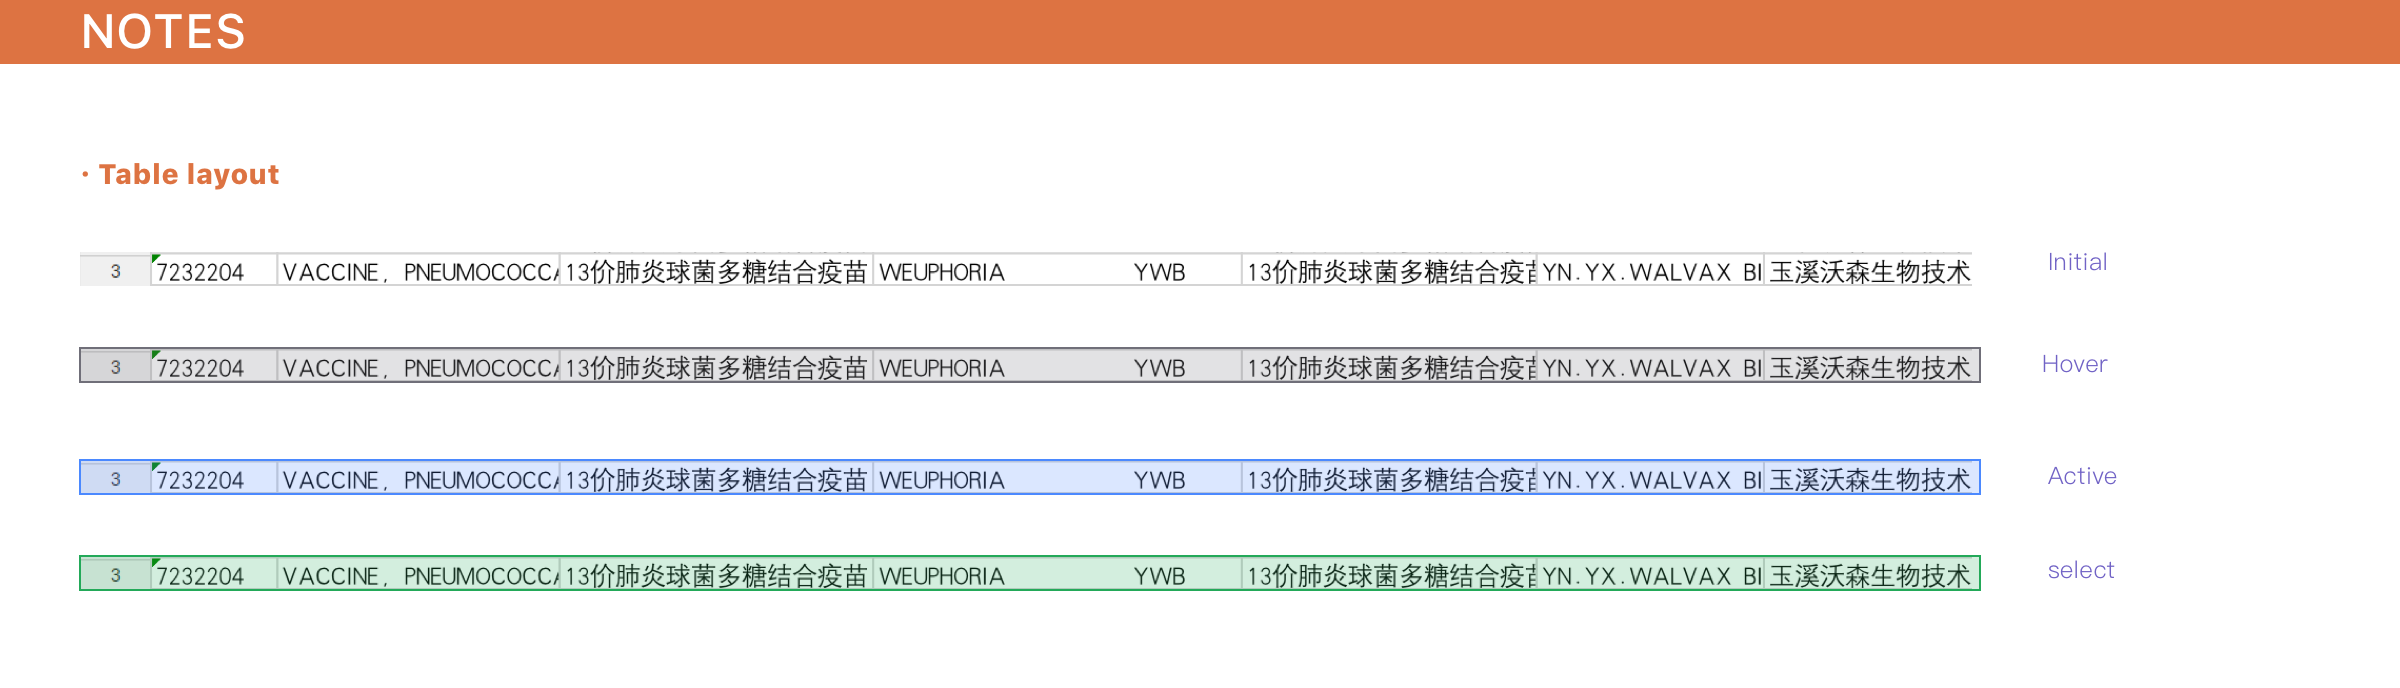 NOTES
· Table layout
3 7232204 VACCINE, PNEUMOCOCCA 13价肺炎球菌多糖结合疫苗 WEUPHORIA YWB 13价肺炎球菌多糖结合疫苗 YN.YX.WALVAX BI 玉溪沃森生物技术 Initial
3 7232204 VACCINE, PNEUMOCOCCA 13价肺炎球菌多糖结合疫苗 WEUPHORIA YWB 13价肺炎球菌多糖结合疫苗 YN.YX.WALVAX BI 玉溪沃森生物技术 Hover
3 7232204 VACCINE, PNEUMOCOCCA 13价肺炎球菌多糖结合疫苗 WEUPHORIA YWB 13价肺炎球菌多糖结合疫苗 YN.YX.WALVAX BI 玉溪沃森生物技术 Active
3 7232204 VACCINE, PNEUMOCOCCA 13价肺炎球菌多糖结合疫苗 WEUPHORIA YWB 13价肺炎球菌多糖结合疫苗 YN.YX.WALVAX BI 玉溪沃森生物技术 select